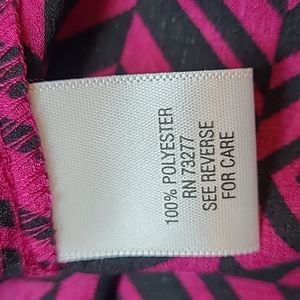 100% POLYESTER
RN 73277
SEE REVERSE
FOR CARE